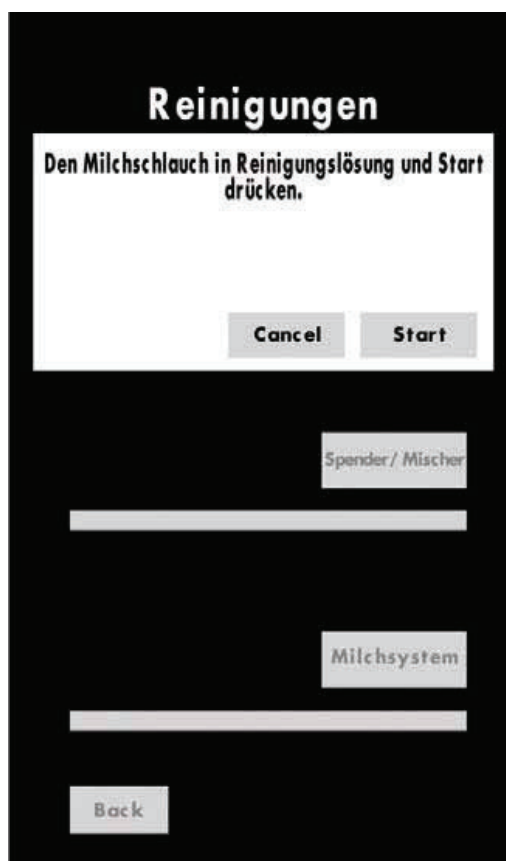 Reinigungen
Den Milchschlauch in Reinigungslösung und Start
drücken.
Cancel
Start
Spender/ Mischer
Milchsystem
Back